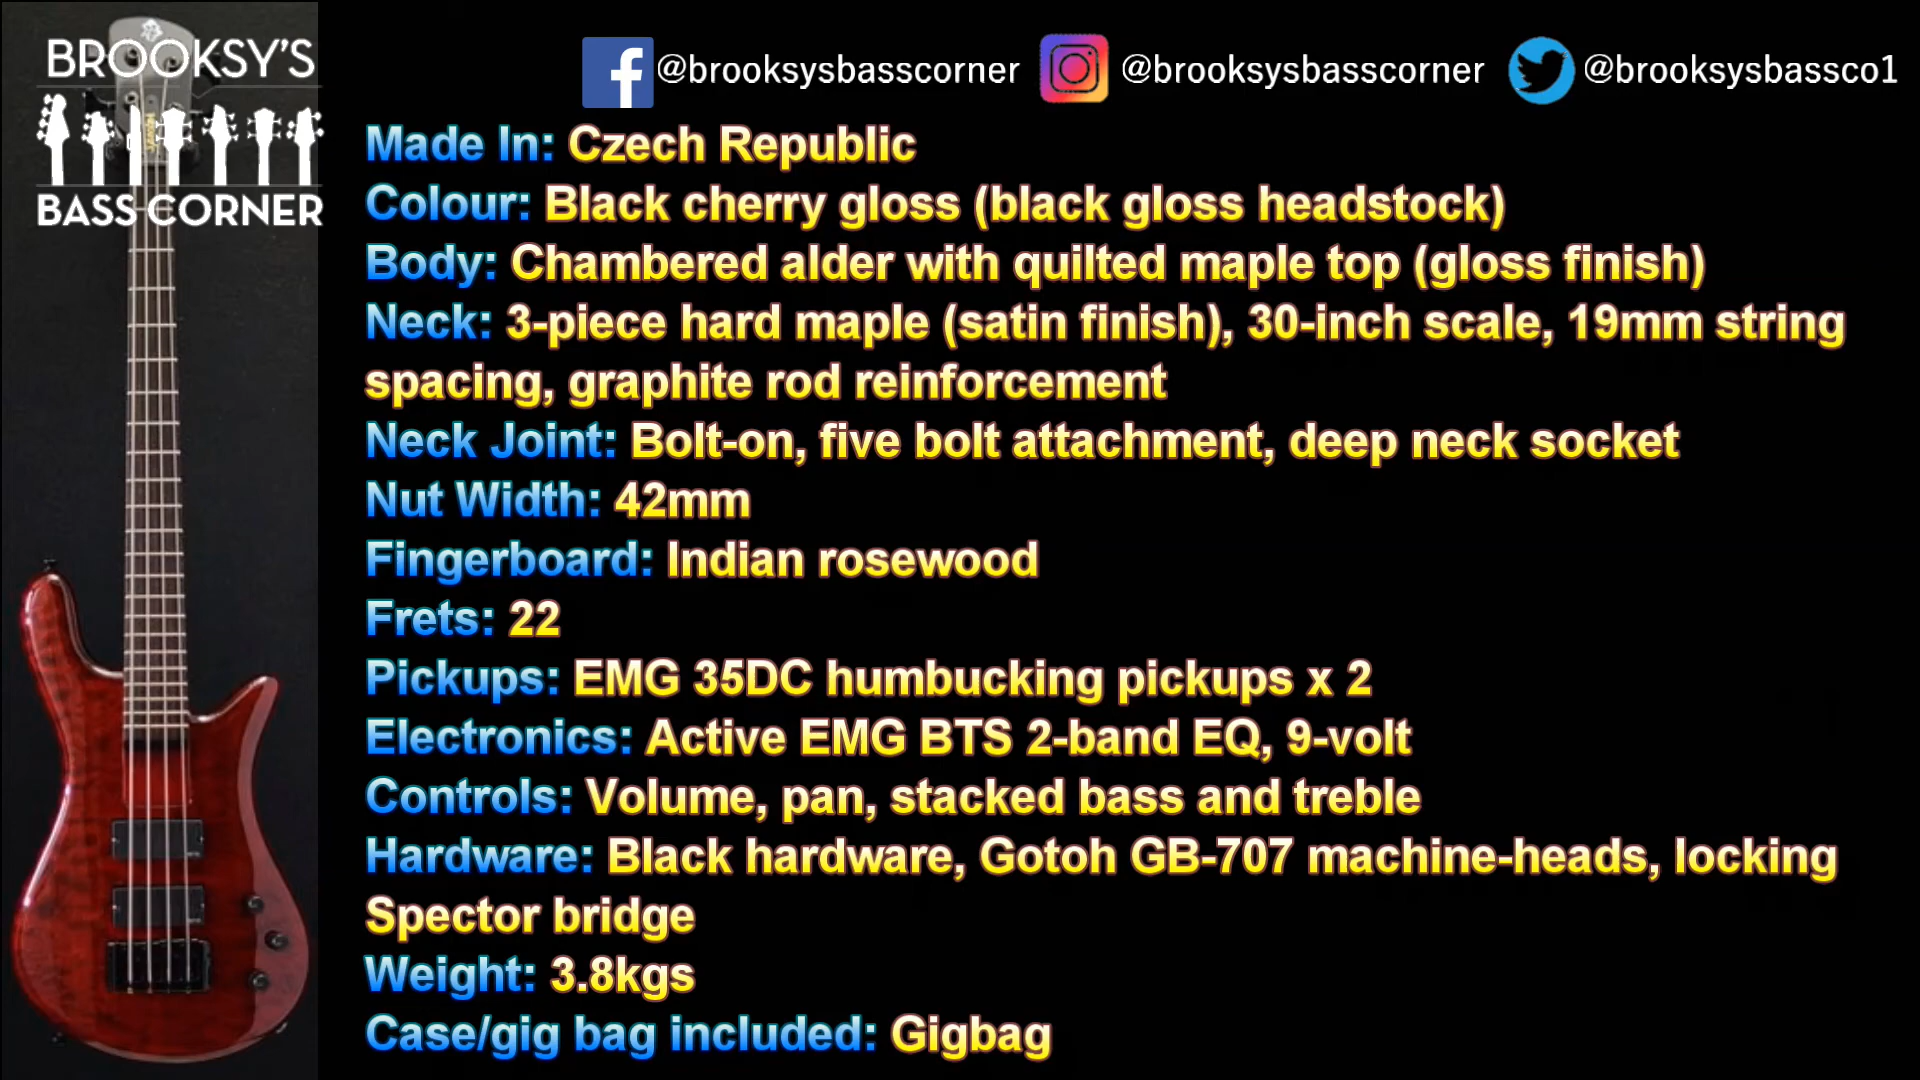 BROOKSY'S
BASS CORNER
@brooksysbasscorner @brooksysbasscorner @brooksysbassco1
Made In: Czech Republic
Colour: Black cherry gloss (black gloss headstock)
Body: Chambered alder with quilted maple top (gloss finish)
Neck: 3-piece hard maple (satin finish), 30-inch scale, 19mm string
spacing, graphite rod reinforcement
Neck Joint: Bolt-on, five bolt attachment, deep neck socket
Nut Width: 42mm
Fingerboard: Indian rosewood
Frets: 22
Pickups: EMG 35DC humbucking pickups x 2
Electronics: Active EMG BTS 2-band EQ, 9-volt
Controls: Volume, pan, stacked bass and treble
Hardware: Black hardware, Gotoh GB-707 machine-heads, locking
Spector bridge
Weight: 3.8kgs
Case/gig bag included: Gigbag